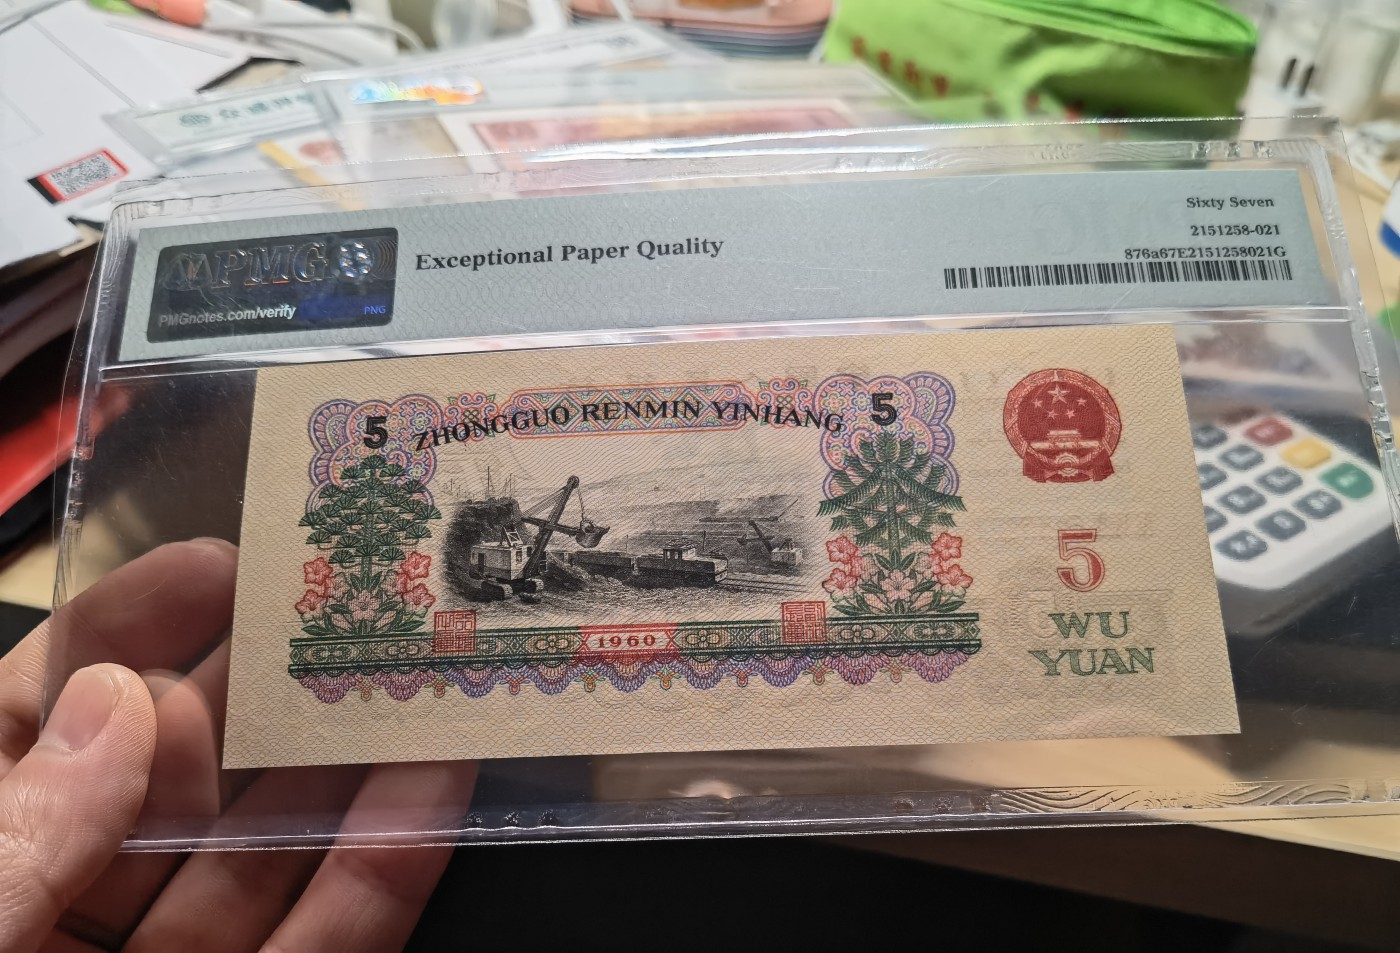 Sixty Seven
2151258-021
876a67E2151258021G
PMG
PMGnotes.com/verify
PNG
Exceptional Paper Quality
5
ZHONGGUO RENMIN YINHANG
5
1960
5
WU
YUAN